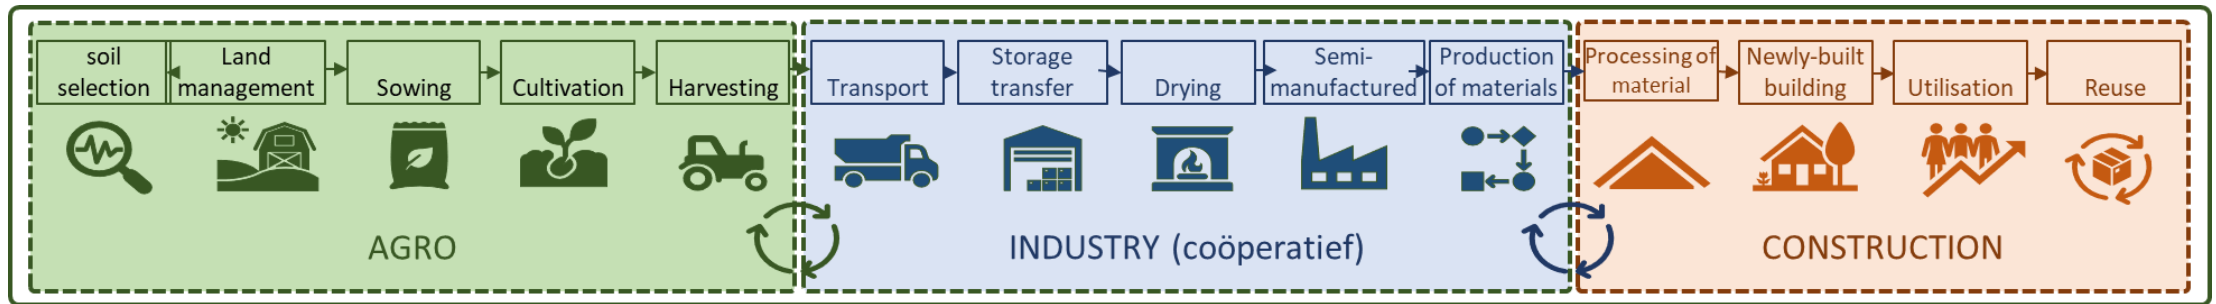 soil
selection
Land
management
Sowing
Cultivation
Harvesting
Transport
Storage
transfer
Drying
Semi-
manufactured
Production
of materials
Processing of
material
Newly-built
building
Utilisation
Reuse
AGRO
INDUSTRY (coöperatief)
CONSTRUCTION